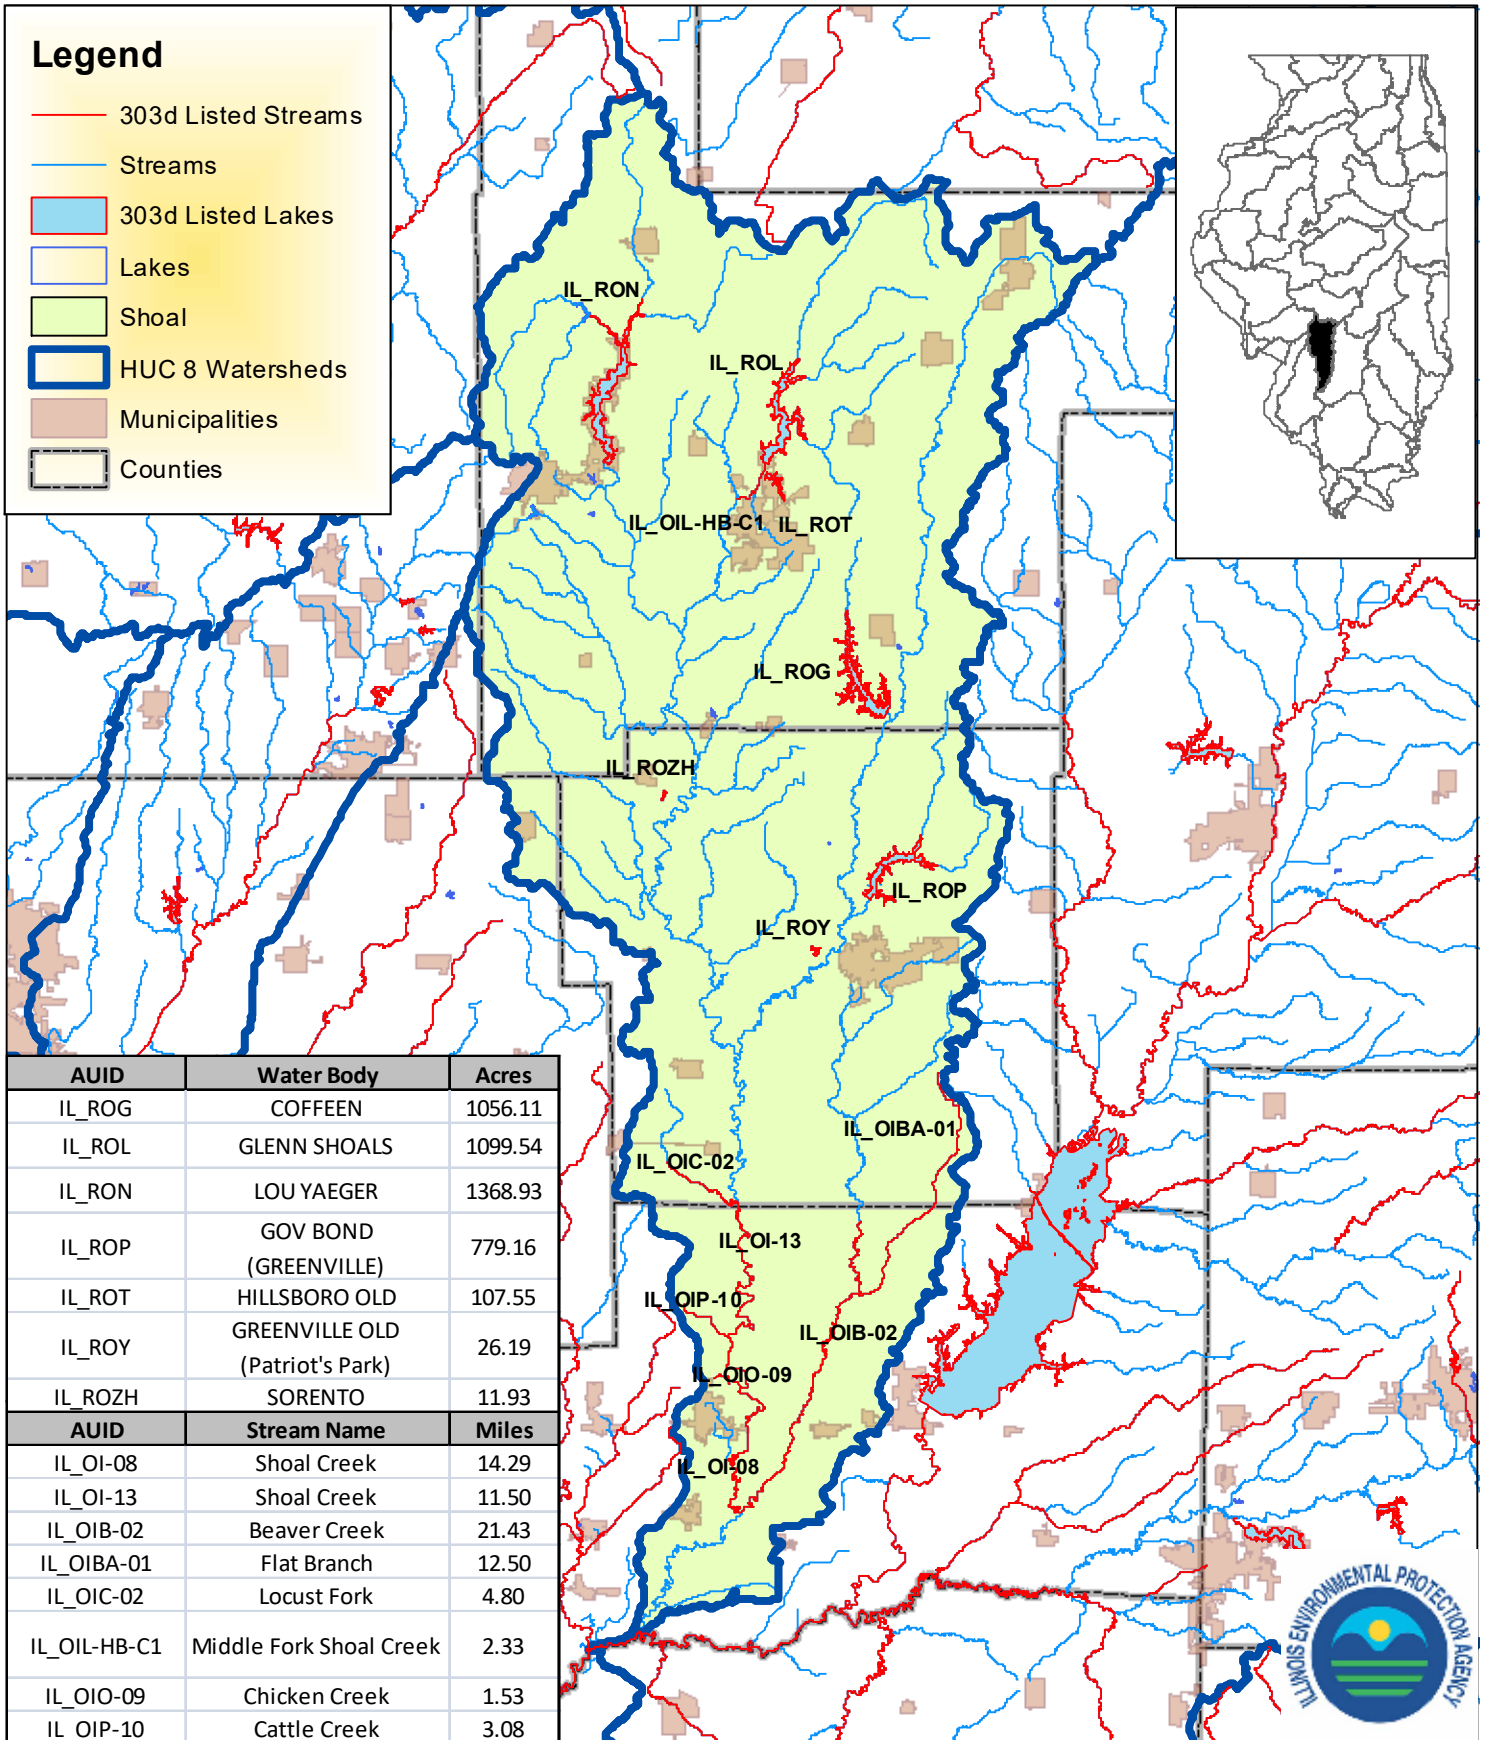 Legend
303d Listed Streams
Streams
303d Listed Lakes
Lakes
Shoal
HUC 8 Watersheds
Municipalities
Counties
IL_RON
IL_ROL
IL_OIL-HB-C1
IL_ROT
IL_ROG
IL_ROZH
IL_ROP
IL_ROY
IL_OIBA-01
IL_OIC-02
IL_OI-13
IL_OIP-10
IL_OIB-02
IL_OIO-09
IL_OI-08
AUID Water Body Acres
IL_ROG COFFEEN 1056.11
IL_ROL GLENN SHOALS 1099.54
IL_RON LOU YAEGER 1368.93
IL_ROP GOV BOND (GREENVILLE) 779.16
IL_ROT HILLSBORO OLD 107.55
IL_ROY GREENVILLE OLD (Patriot's Park) 26.19
IL_ROZH SORENTO 11.93
AUID Stream Name Miles
IL_OI-08 Shoal Creek 14.29
IL_OI-13 Shoal Creek 11.50
IL_OIB-02 Beaver Creek 21.43
IL_OIBA-01 Flat Branch 12.50
IL_OIC-02 Locust Fork 4.80
IL_OIL-HB-C1 Middle Fork Shoal Creek 2.33
IL_OIO-09 Chicken Creek 1.53
IL_OIP-10 Cattle Creek 3.08
ILLINOIS ENVIRONMENTAL PROTECTION AGENCY